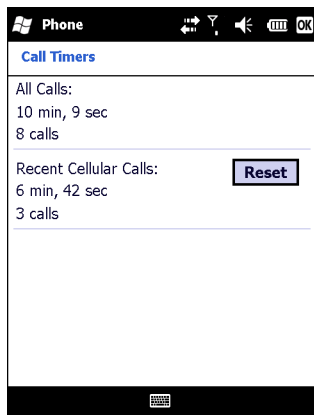 Phone
OK
Call Timers
All Calls:
10 min, 9 sec
8 calls
Recent Cellular Calls:
Reset
6 min, 42 sec
3 calls